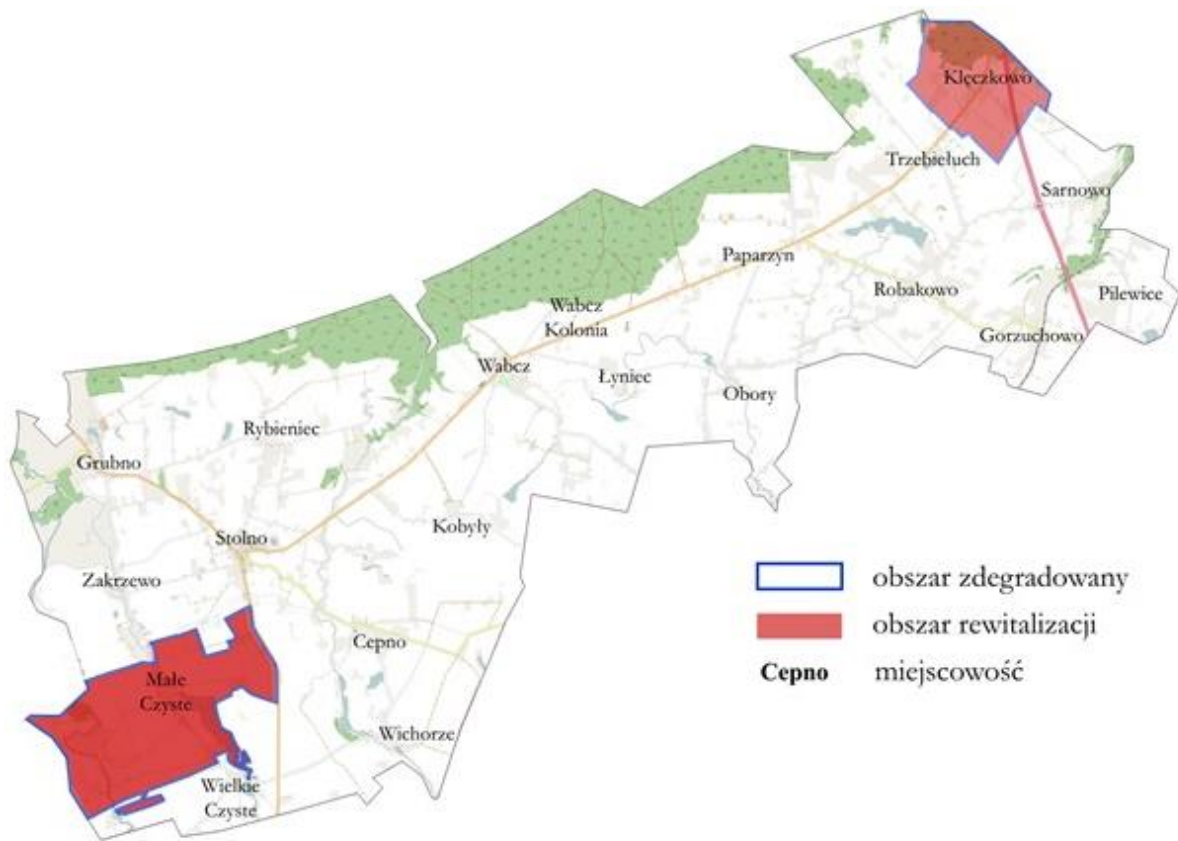 Klęczkowo
Trzebiełuch
Sarnowo
Paparzyn
Robakowo
Pilewice
Wabcz
Kolonia
Gorzuchowo
Wabcz
Łyniec
Obory
Rybieniec
Grubno
Kobyły
Stolno
Zakrzewo
obszar zdegradowany
obszar rewitalizacji
Cepno miejscowość
Cepno
Małe
Czyste
Wichorze
Wielkie
Czyste